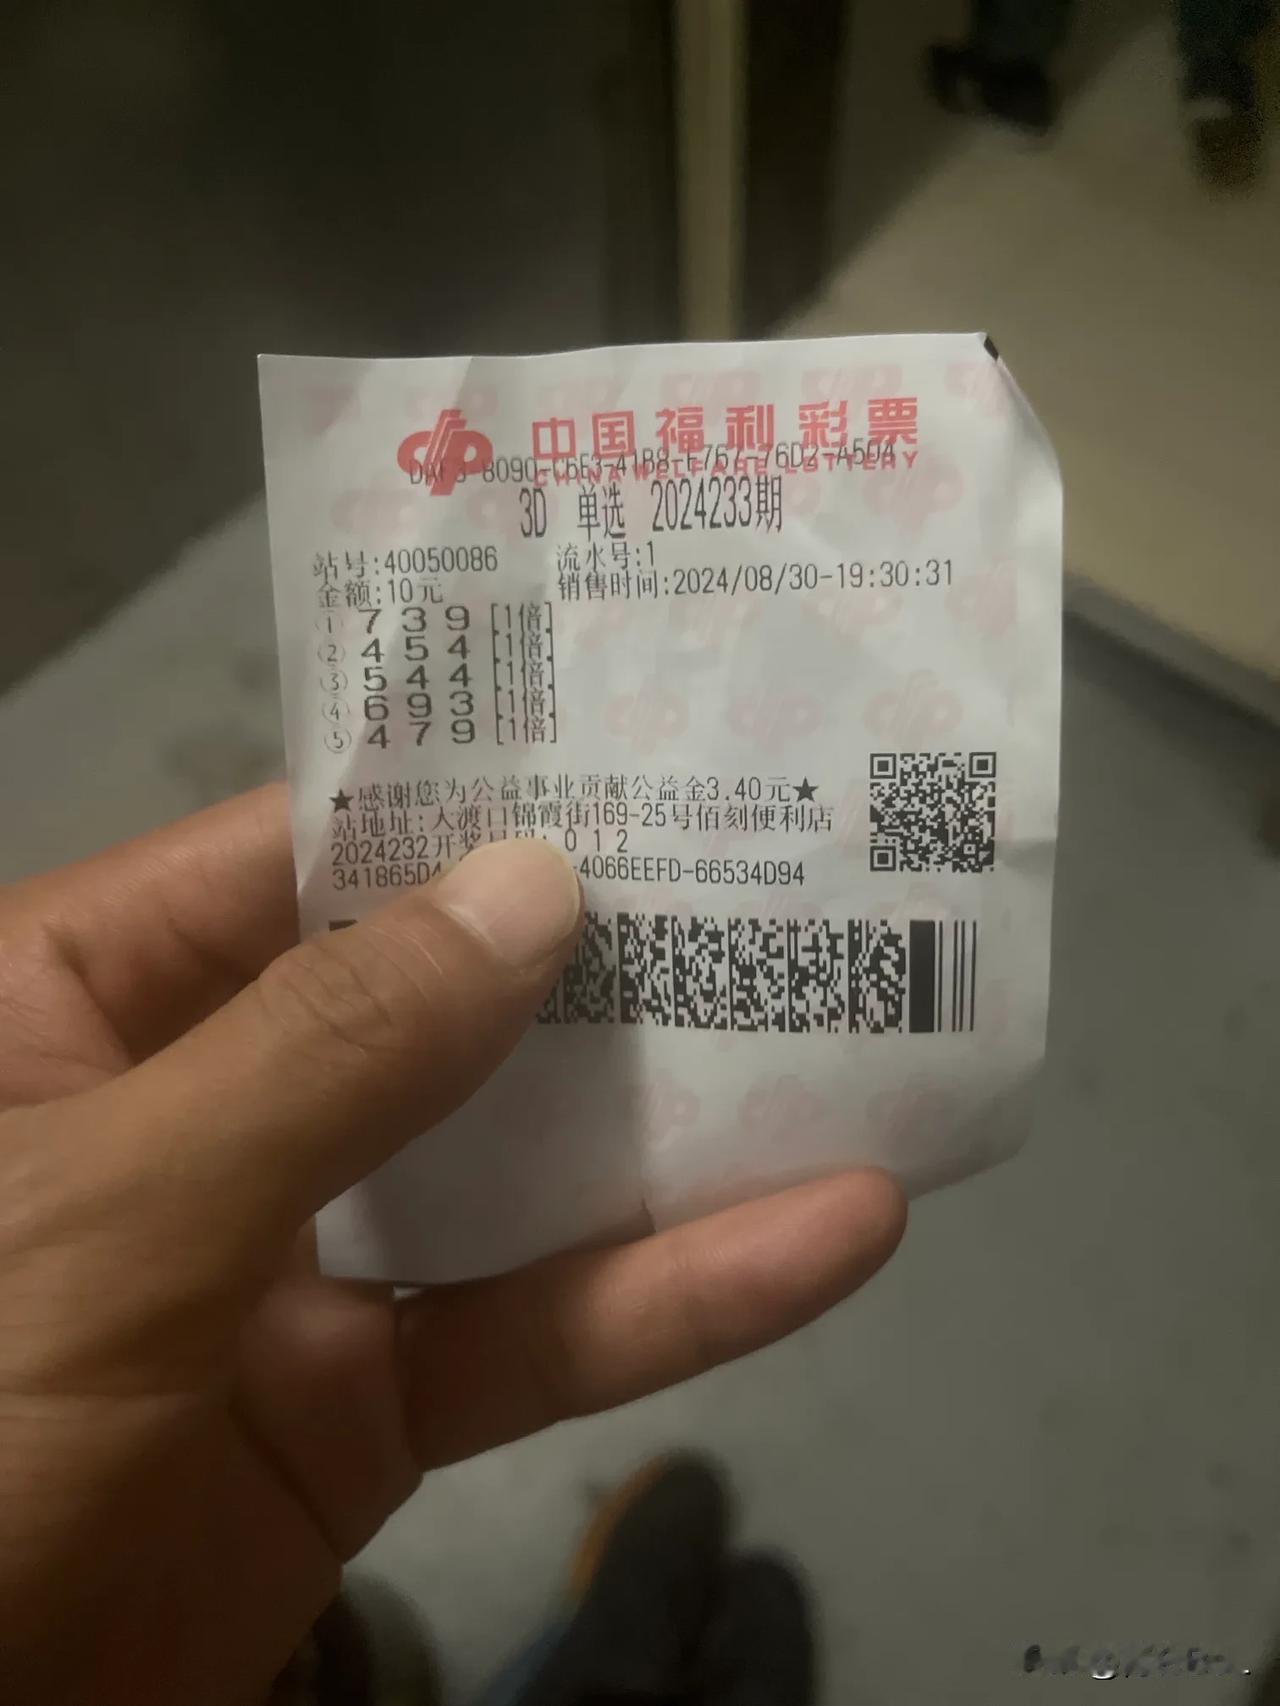 中国福利彩票
CHINA WELFARE LOTTERY
3D 单选 2024233期
站号:40050086 流水号:1
金额:10元 销售时间:2024/08/30-19:30:31
① 7 3 9 [1倍]
② 4 5 4 [1倍]
③ 5 4 4 [1倍]
④ 6 9 3 [1倍]
⑤ 4 7 9 [1倍]
★感谢您为公益事业贡献公益金3.40元★
站地址:大渡口锦霞街169-25号佰刻便利店
2024232开奖号码: 0 1 2
341865D4 -4066EEFD-66534D94